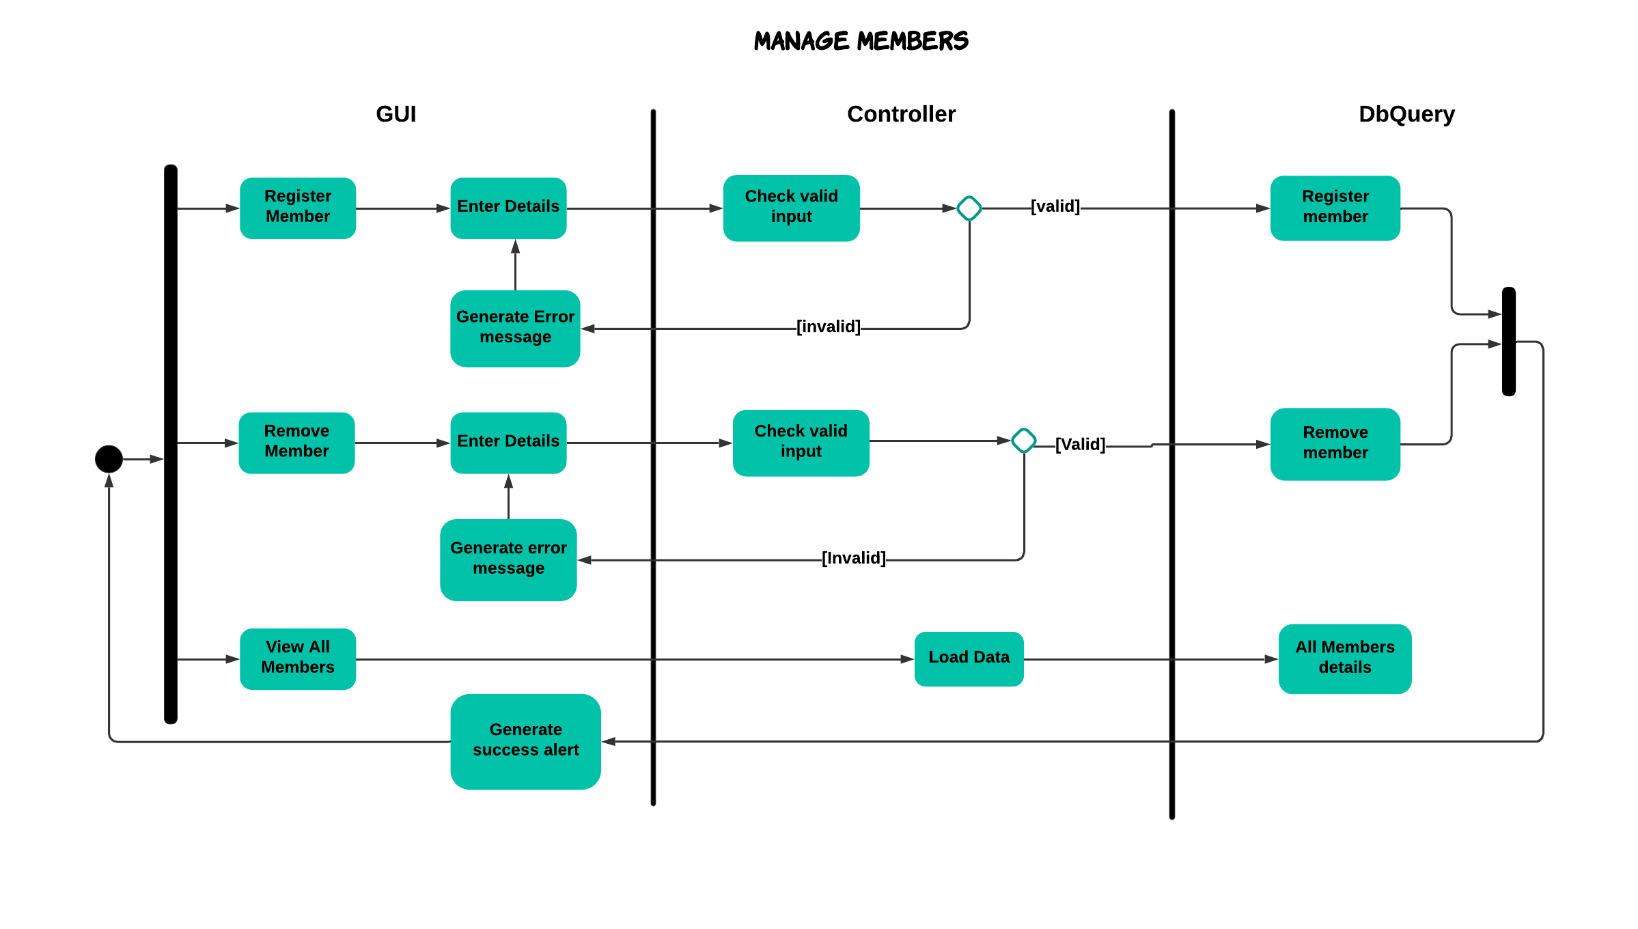 MANAGE MEMBERS
GUI
Controller
DbQuery
Register
Member
Enter Details
Check valid
input
[valid]
Register
member
Generate Error
message
[invalid]
Remove
Member
Enter Details
Check valid
input
[Valid]
Remove
member
Generate error
message
[Invalid]
View All
Members
Load Data
All Members
details
Generate
success alert